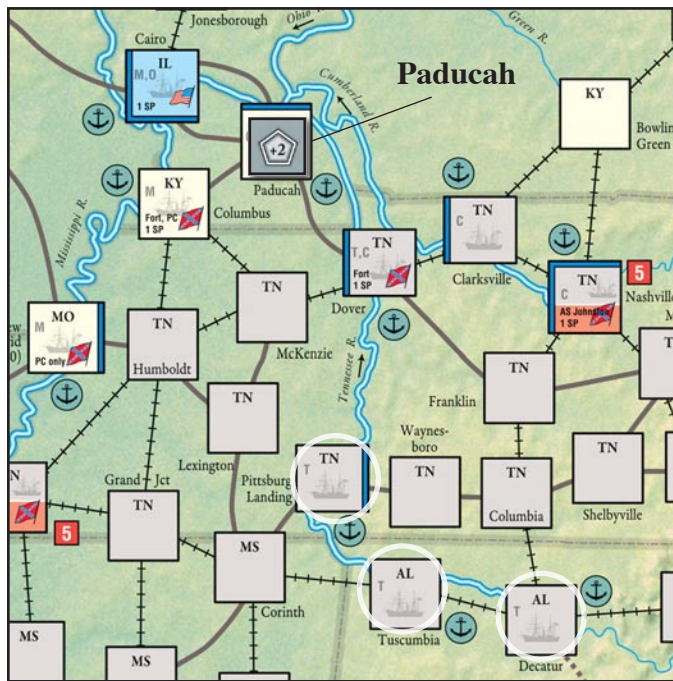 Jonesborough
Ohio R.
Green R.
Cairo
IL
M,O
1 SP
Cumberland R.
Paducah
KY
Bowling
Green
+2
Paducah
KY
M
Fort, PC
1 SP
Columbus
Mississippi R.
TN
C
Clarksville
TN
T,C
Fort
1 SP
Dover
TN
C
AS Johnston
1 SP
5
Nashville
MO
M
PC only
TN
Humboldt
TN
McKenzie
Tennessee R.
TN
Franklin
TN
Lexington
Waynes-
boro
TN
Pittsburg
Landing
TN
T
TN
Columbia
TN
Shelbyville
5
Grand Jct
TN
MS
Corinth
AL
T
Tuscumbia
AL
T
Decatur
MS
MS